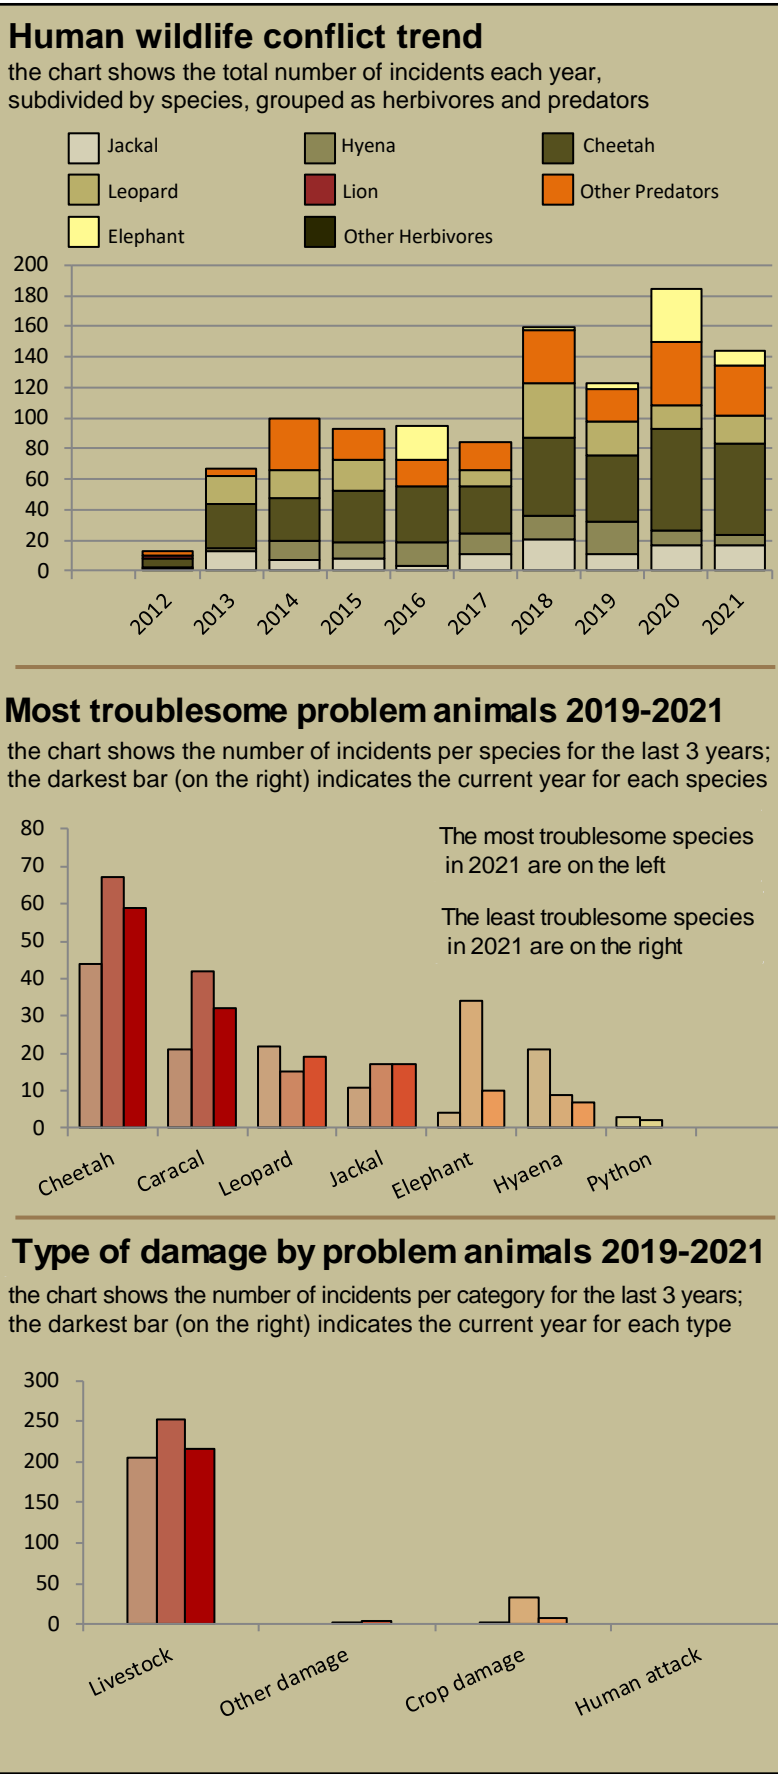 Human wildlife conflict trend
the chart shows the total number of incidents each year,
subdivided by species, grouped as herbivores and predators
Jackal Hyena Cheetah
Leopard Lion Other Predators
Elephant Other Herbivores
200
180
160
140
120
100
80
60
40
20
0
2012 2013 2014 2015 2016 2017 2018 2019 2020 2021
Most troublesome problem animals 2019-2021
the chart shows the number of incidents per species for the last 3 years;
the darkest bar (on the right) indicates the current year for each species
The most troublesome species
in 2021 are on the left
The least troublesome species
in 2021 are on the right
80
70
60
50
40
30
20
10
0
Cheetah Caracal Leopard Jackal Elephant Hyaena Python
Type of damage by problem animals 2019-2021
the chart shows the number of incidents per category for the last 3 years;
the darkest bar (on the right) indicates the current year for each type
300
250
200
150
100
50
0
Livestock Other damage Crop damage Human attack